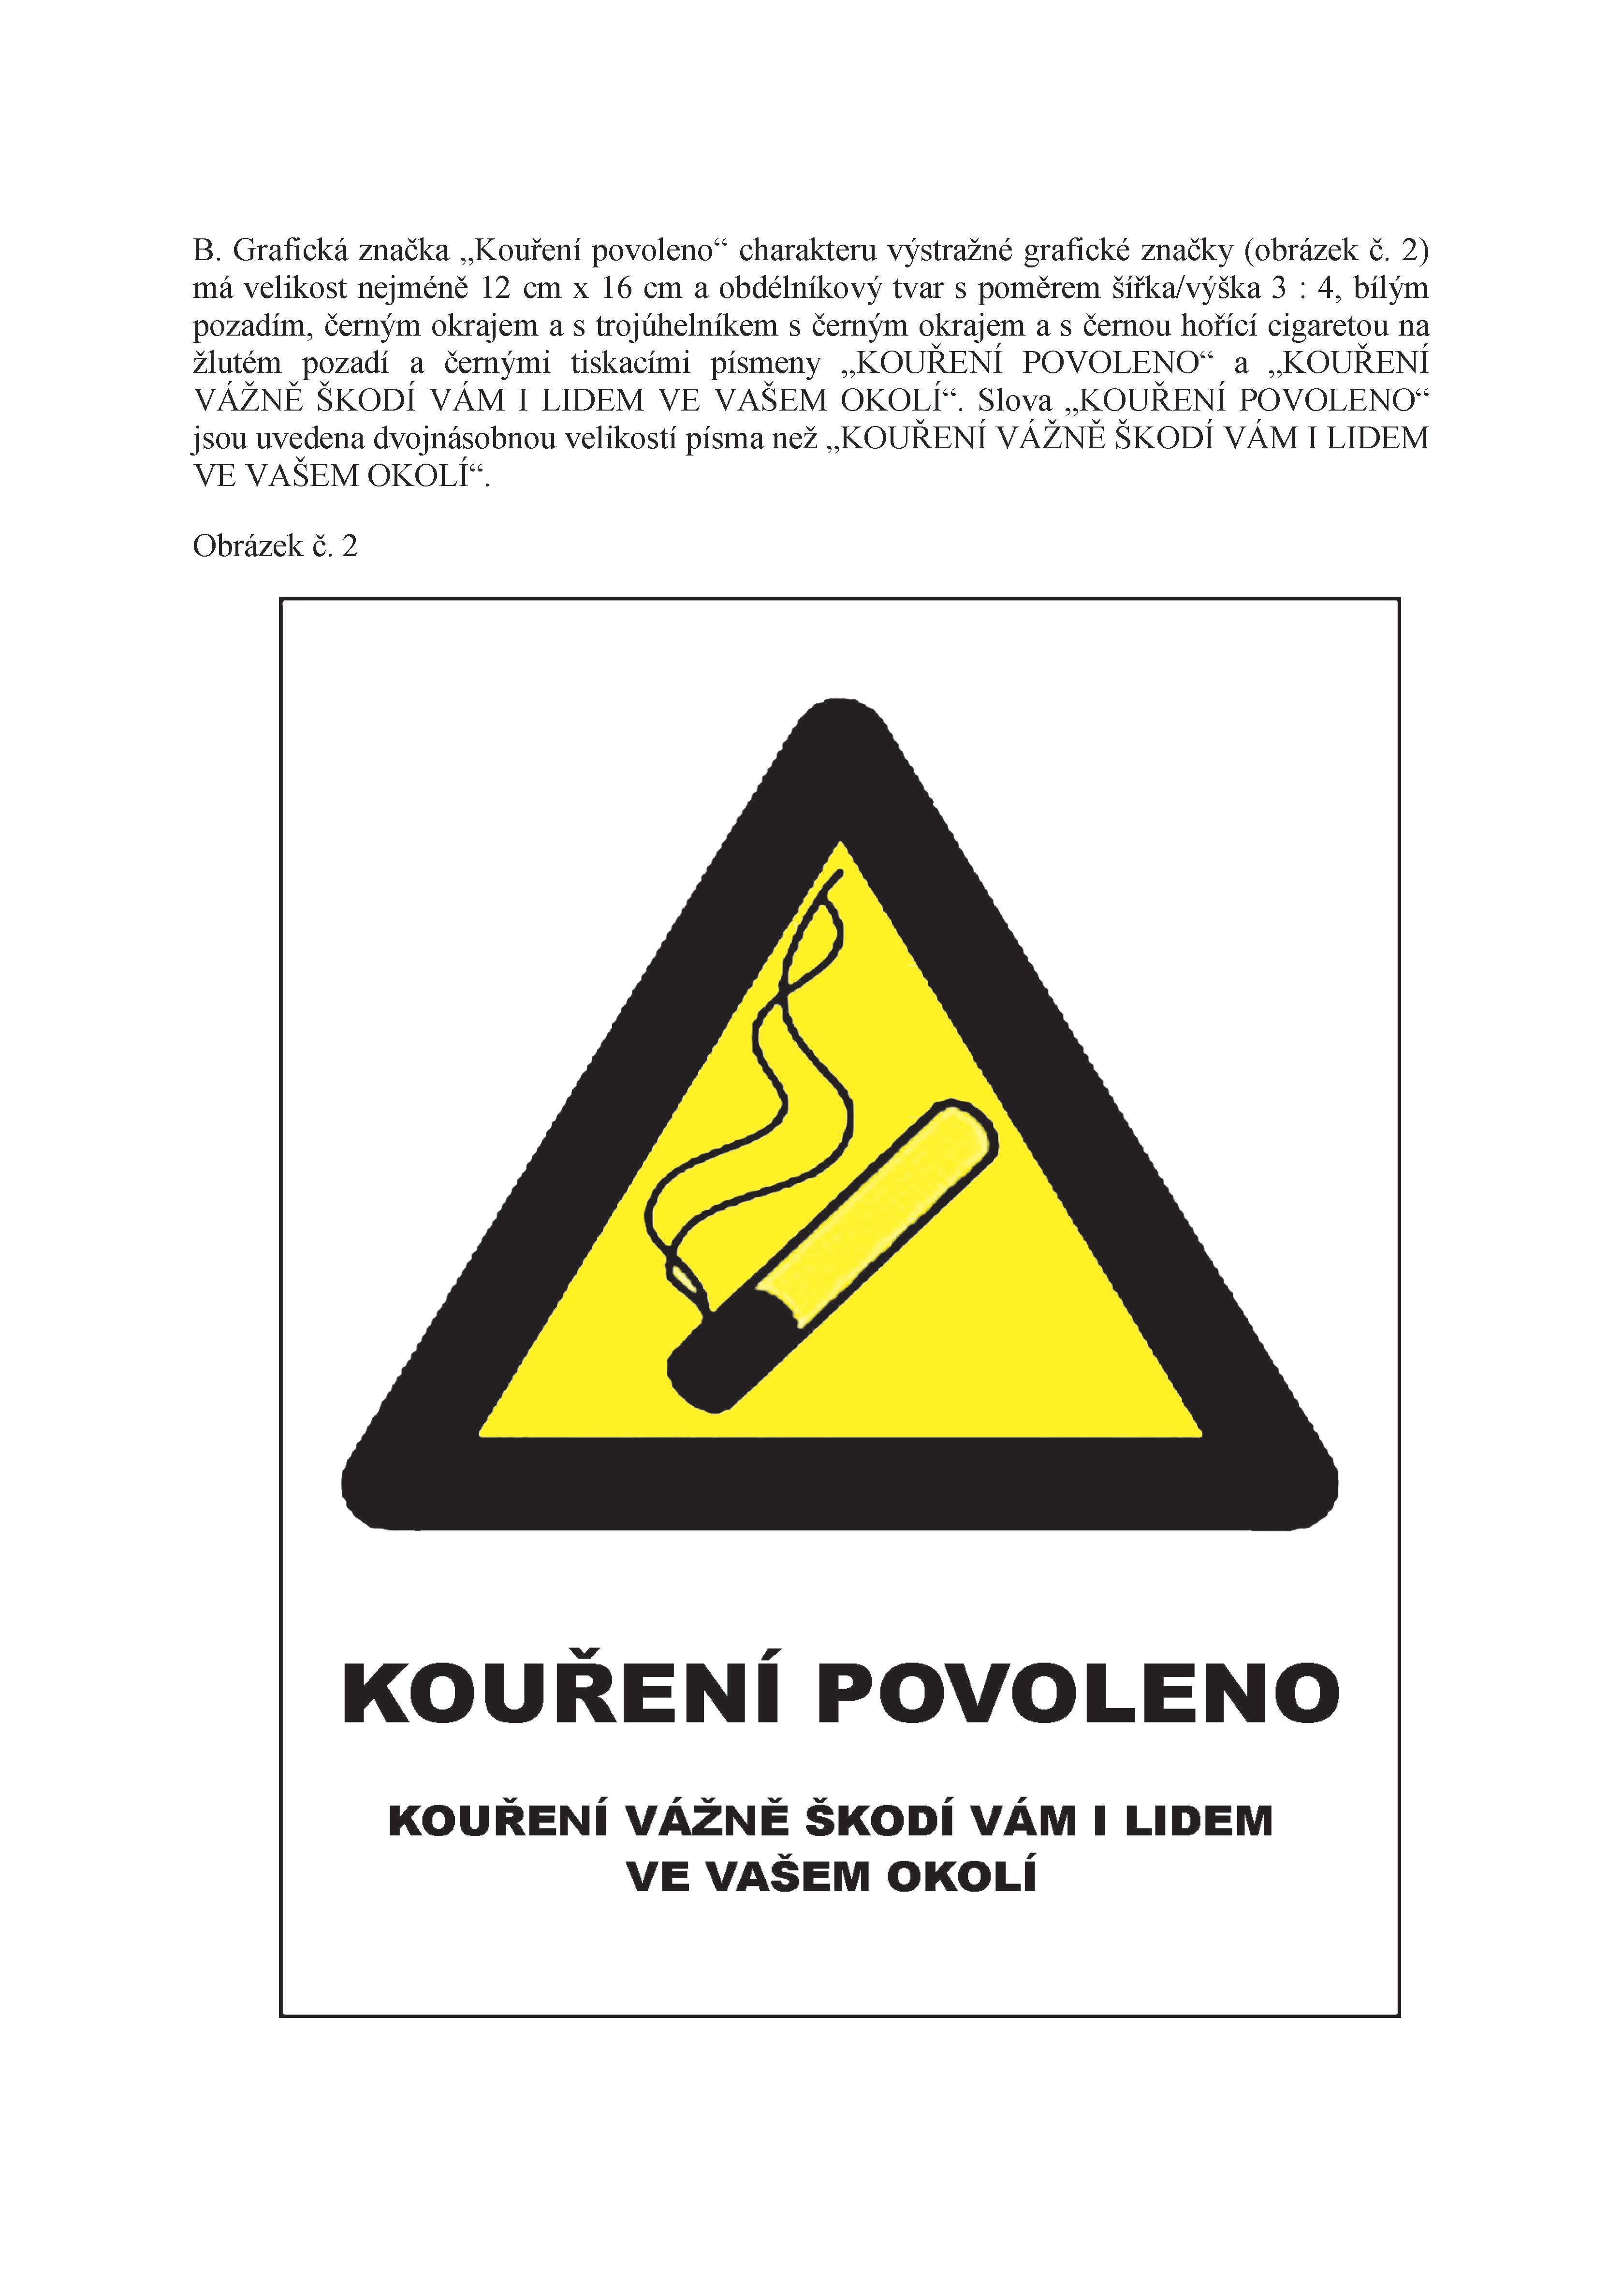 B. Grafická značka „Kouření povoleno“ charakteru výstražné grafické značky (obrázek č. 2)
má velikost nejméně 12 cm x 16 cm a obdélníkový tvar s poměrem šířka/výška 3 : 4, bílým
pozadím, černým okrajem a s trojúhelníkem s černým okrajem a s černou hořící cigaretou na
žlutém pozadí a černými tiskacími písmeny „KOUŘENÍ POVOLENO“ a „KOUŘENÍ
VÁŽNĚ ŠKODÍ VÁM I LIDEM VE VAŠEM OKOLÍ“. Slova „KOUŘENÍ POVOLENO“
jsou uvedena dvojnásobnou velikostí písma než „KOUŘENÍ VÁŽNĚ ŠKODÍ VÁM I LIDEM
VE VAŠEM OKOLÍ“.
Obrázek č. 2
KOUŘENÍ POVOLENO
KOUŘENÍ VÁŽNĚ ŠKODÍ VÁM I LIDEM
VE VAŠEM OKOLÍ